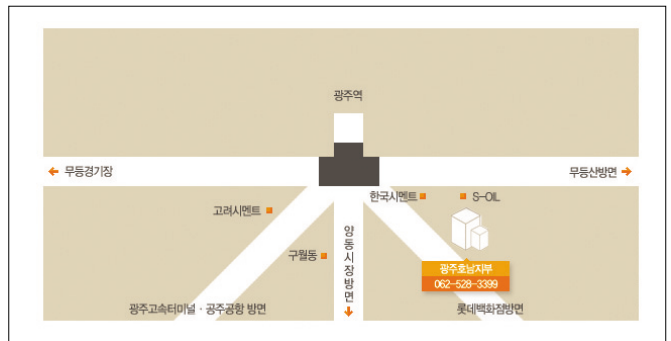 광주역
← 무등경기장
무등산방면 →
한국시멘트
S-OIL
고려시멘트
구월동
양동시장방면
광주호남지부
062-528-3399
광주고속터미널 · 공주공항 방면
롯데백화점방면